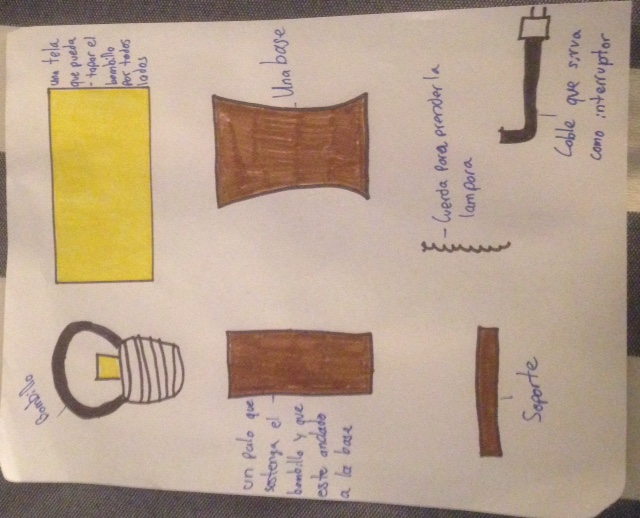 Bombillo
una tela
que pueda
- tapar el
bombillo
por todos
lados
un palo que
sostenga el
bombillo y que
este anclado
a la base
- Una base
Soporte
- Cuerda para prender la
lampara
Cable que sirva
como interruptor